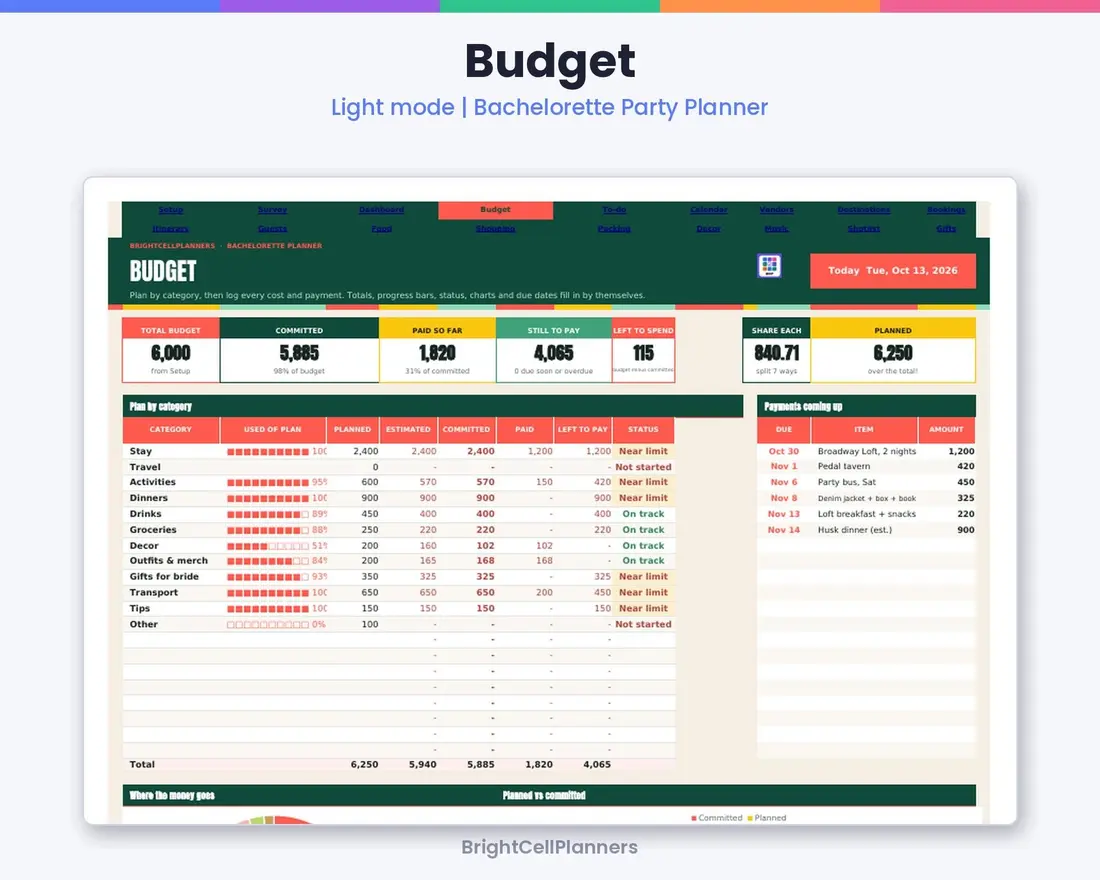 Budget
Light mode | Bachelorette Party Planner
Setup Survey Dashboard Budget To-do Calendar Vendors Destinations Bookings
Itinerary Guests Food Shopping Packing Decor Music Shotlist Gifts
BRIGHTCELLPLANNERS · BACHELORETTE PLANNER
BUDGET
Today Tue, Oct 13, 2026
Plan by category, then log every cost and payment. Totals, progress bars, status, charts and due dates fill in by themselves.
TOTAL BUDGET COMMITTED PAID SO FAR STILL TO PAY LEFT TO SPEND SHARE EACH PLANNED
6,000 5,885 1,820 4,065 115 840.71 6,250
from Setup 98% of budget 31% of committed 0 due soon or overdue budget minus committed split 7 ways over the total!
Plan by category Payments coming up
CATEGORY USED OF PLAN PLANNED ESTIMATED COMMITTED PAID LEFT TO PAY STATUS DUE ITEM AMOUNT
Stay ■■■■■■■■■■ 100 2,400 2,400 2,400 1,200 1,200 Near limit Oct 30 Broadway Loft, 2 nights 1,200
Travel 0 - - - - Not started Nov 1 Pedal tavern 420
Activities ■■■■■■■■■■ 95% 600 570 570 150 420 Near limit Nov 6 Party bus, Sat 450
Dinners ■■■■■■■■■■ 100 900 900 900 - 900 Near limit Nov 8 Denim jacket + box + book 325
Drinks ■■■■■■■■■□ 89% 450 400 400 - 400 On track Nov 13 Loft breakfast + snacks 220
Groceries ■■■■■■■■■□ 88% 250 220 220 - 220 On track Nov 14 Husk dinner (est.) 900
Decor ■■■■■□□□□□ 51% 200 160 102 102 - On track
Outfits & merch ■■■■■■■■□□ 84% 200 165 168 168 - On track
Gifts for bride ■■■■■■■■■□ 93% 350 325 325 - 325 Near limit
Transport ■■■■■■■■■■ 100 650 650 650 200 450 Near limit
Tips ■■■■■■■■■■ 100 150 150 150 - 150 Near limit
Other □□□□□□□□□□ 0% 100 - - - - Not started
- - - -
- - - -
- - - -
- - - -
- - - -
- - - -
- - - -
- - - -
Total 6,250 5,940 5,885 1,820 4,065
Where the money goes Planned vs committed
Committed Planned
BrightCellPlanners